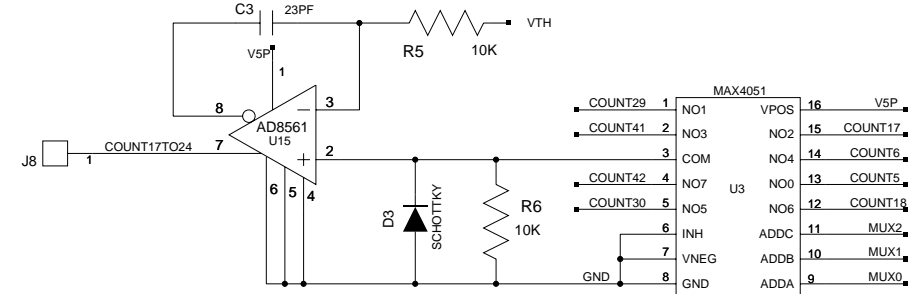 C3 23PF
V5P
1
R5 10K
VTH
8
3
AD8561
U15
7
2
J8
1
COUNT17TO24
6
5
4
D3
SCHOTTKY
R6
10K
MAX4051
U3
COUNT29 1 NO1 VPOS 16 V5P
COUNT41 2 NO3 NO2 15 COUNT17
3 COM NO4 14 COUNT6
COUNT42 4 NO7 NO0 13 COUNT5
COUNT30 5 NO5 NO6 12 COUNT18
6 INH ADDC 11 MUX2
7 VNEG ADDB 10 MUX1
GND 8 GND ADDA 9 MUX0